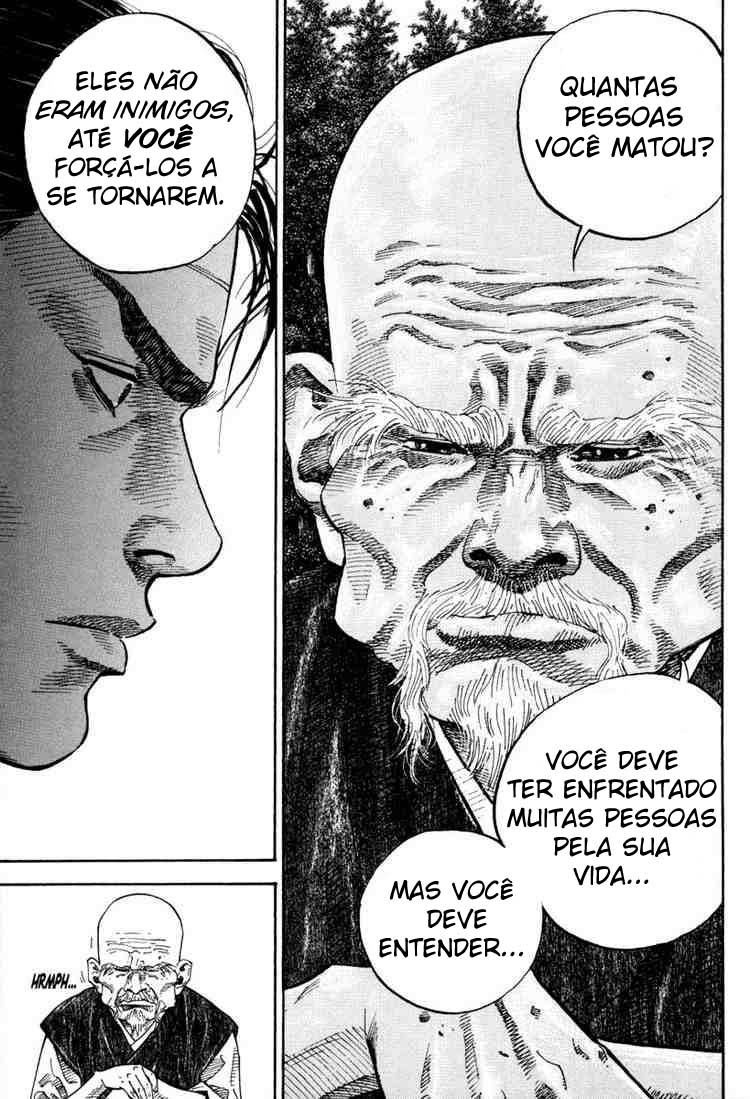 QUANTAS
PESSOAS
VOCÊ MATOU?
VOCÊ DEVE
TER ENFRENTADO
MUITAS PESSOAS
PELA SUA
VIDA...
MAS VOCÊ
DEVE
ENTENDER...
ELES NÃO
ERAM INIMIGOS,
ATÉ VOCÊ
FORÇÁ-LOS A
SE TORNAREM.
HRMPH...